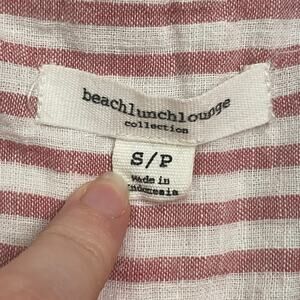 beachlunchlounge
collection
S/P
Made in
Indonesia